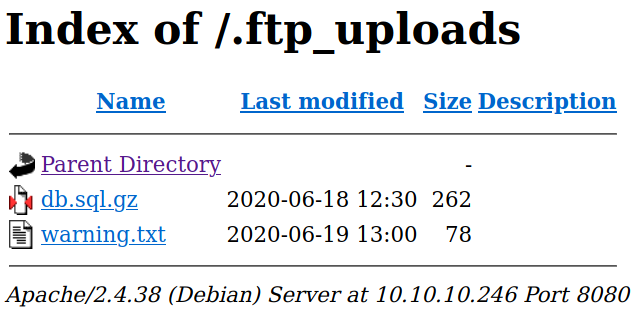 Index of /.ftp_uploads
Name Last modified Size Description
Parent Directory -
db.sql.gz 2020-06-18 12:30 262
warning.txt 2020-06-19 13:00 78
Apache/2.4.38 (Debian) Server at 10.10.10.246 Port 8080